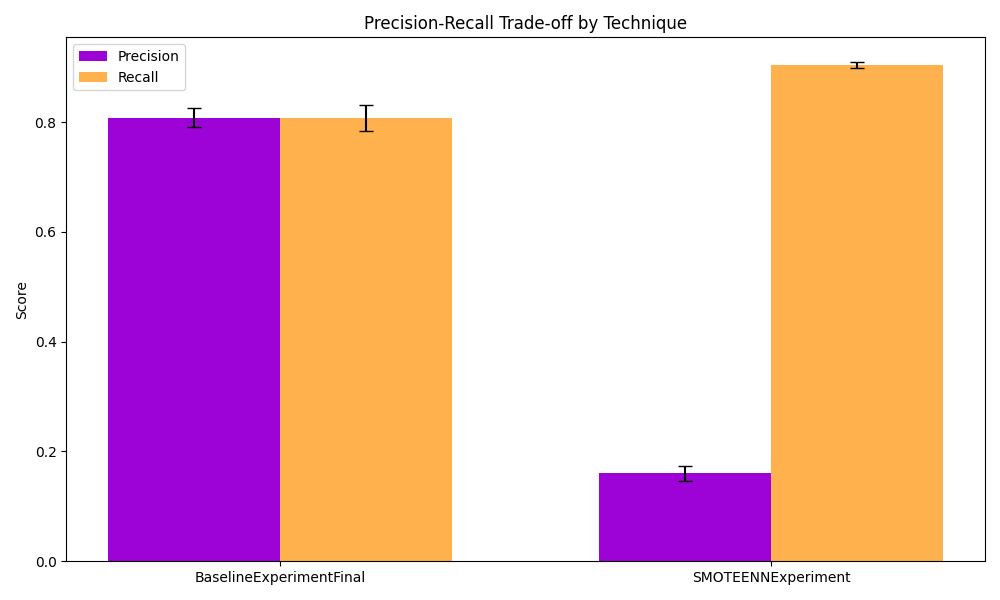 Precision-Recall Trade-off by Technique
Precision
Recall
Score
0.8
0.6
0.4
0.2
0.0
BaselineExperimentFinal
SMOTEENNExperiment